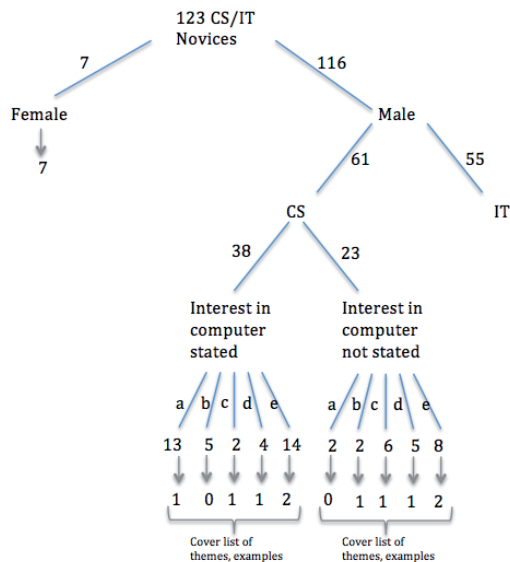 123 CS/IT
Novices
7 116
Female Male
7
61 55
CS IT
38 23
Interest in
computer
stated
Interest in
computer
not stated
a b c d e a b c d e
13 5 2 4 14 2 2 6 5 8
1 0 1 1 2 0 1 1 1 2
Cover list of
themes, examples
Cover list of
themes, examples